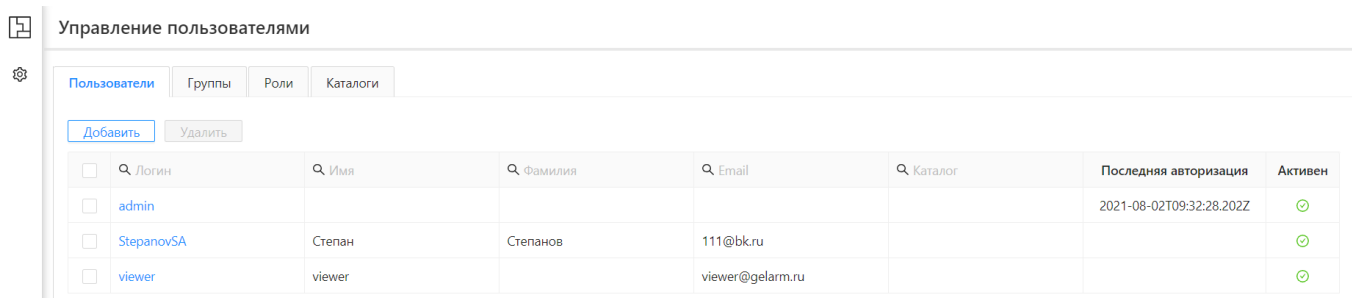 Управление пользователями
Пользователи Группы Роли Каталоги
Добавить Удалить
Логин Имя Фамилия Email Каталог Последняя авторизация Активен
admin 2021-08-02T09:32:28.202Z
StepanovSA Степан Степанов 111@bk.ru
viewer viewer viewer@gelarm.ru